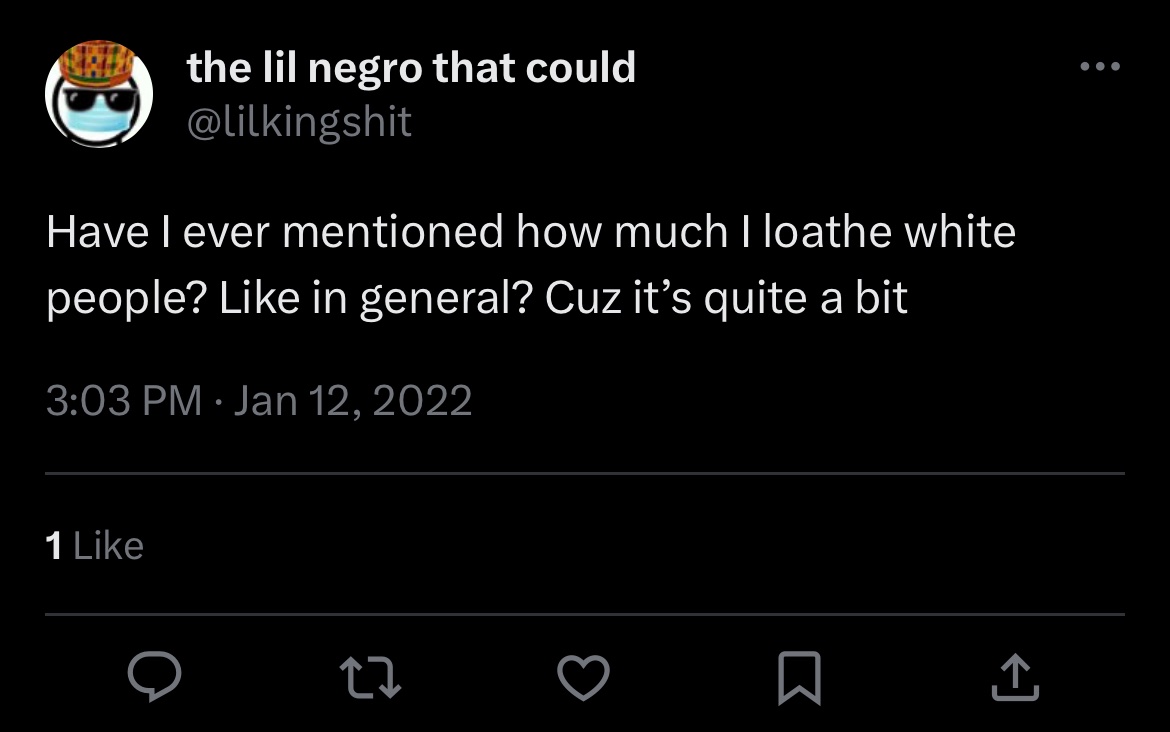 the lil negro that could
@lilkingshit
Have I ever mentioned how much I loathe white
people? Like in general? Cuz it’s quite a bit
3:03 PM · Jan 12, 2022
1 Like